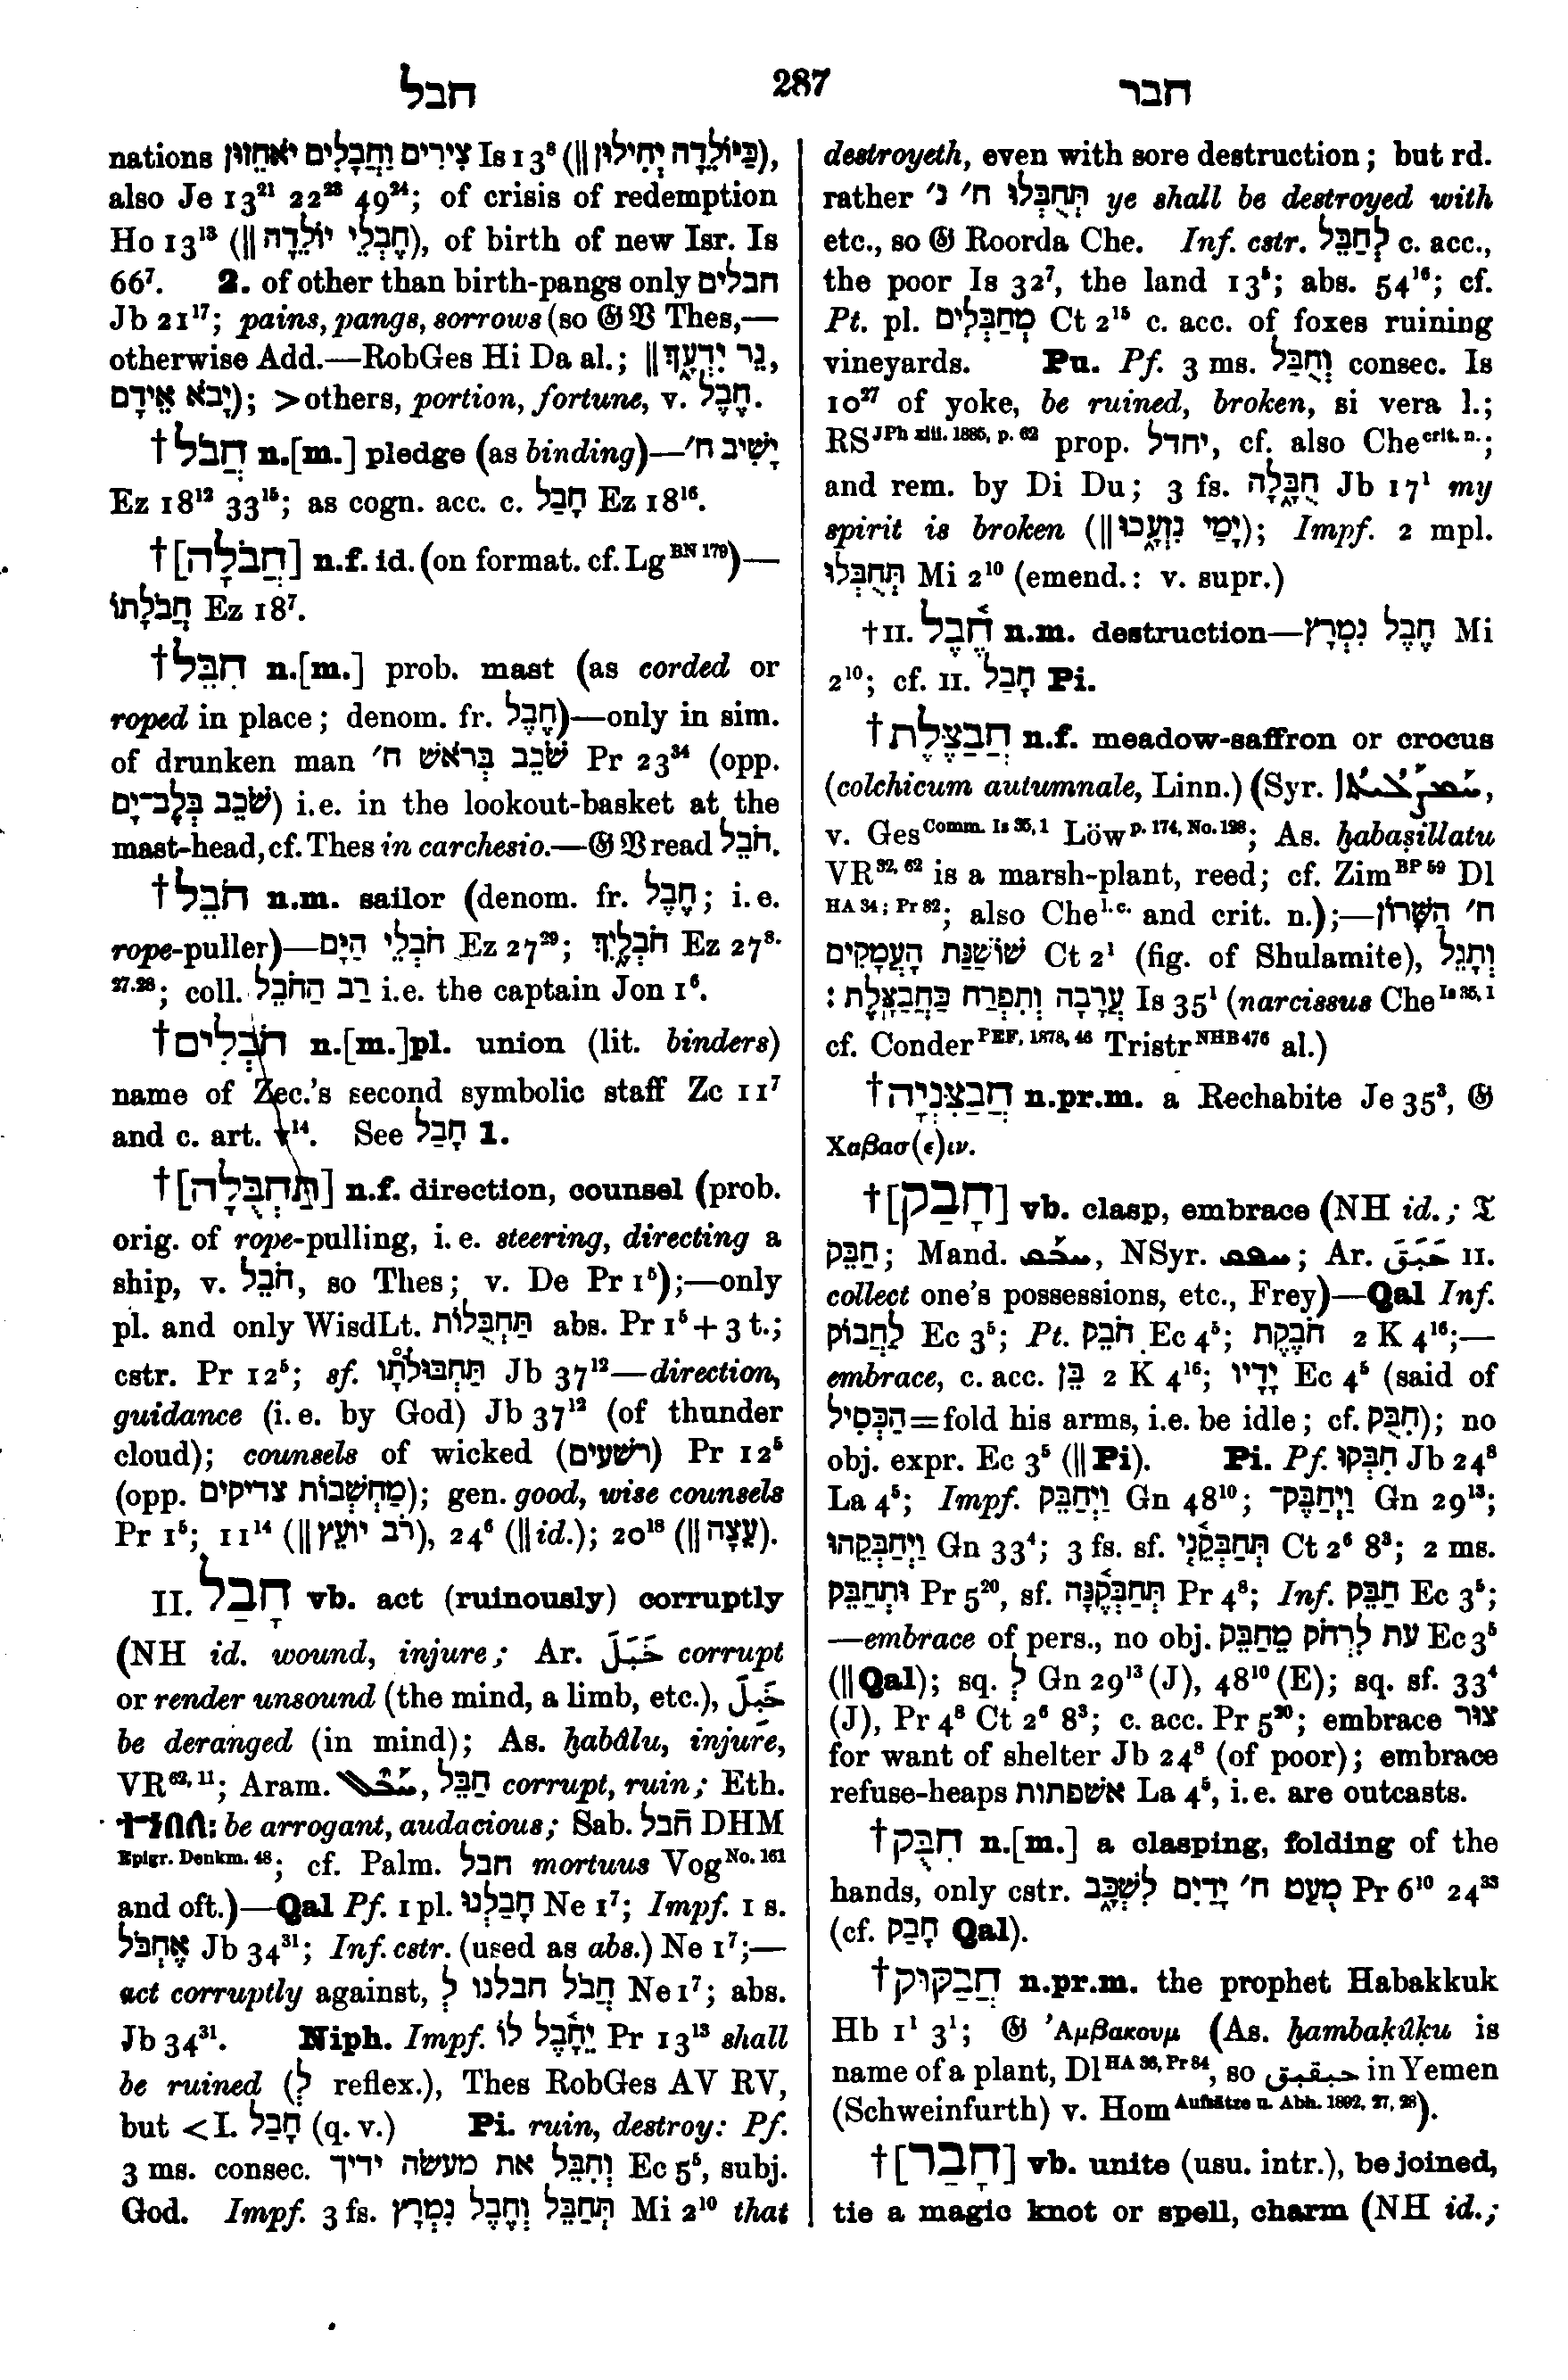 חבל 287 חבר
nations צִירִים וַחֲבָלִים יֹאחֵזוּן Is 13⁸ (‖ כַּיּוֹלֵדָה יְחִילוּן),
also Je 13²¹ 22²³ 49²⁴; of crisis of redemption
Ho 13¹³ (‖ חֶבְלֵי יוֹלֵדָה), of birth of new Isr. Is
66⁷. 2. of other than birth-pangs only חבלים
Jb 21¹⁷; pains, pangs, sorrows (so 𝔊 𝔙 Thes,—
otherwise Add.—RobGes Hi Da al.; ‖ נֵר יִדְעָ֑ךְ,
יָבֹא אֵידָם); >others, portion, fortune, v. חֶבֶל.
† חֲבֹל n.[m.] pledge (as binding)—יָשִׁיב ח׳
Ez 18¹² 33¹⁵; as cogn. acc. c. חָבַל Ez 18¹⁶.
† [חֲבֹלָה] n.f. id. (on format. cf. Lg BN 179)—
חֲבֹלָתוֹ Ez 18⁷.
† חִבֵּל n.[m.] prob. mast (as corded or
roped in place; denom. fr. חֶבֶל)—only in sim.
of drunken man שֹׁכֵב בְּרֹאשׁ ח׳ Pr 23³⁴ (opp.
שֹׁכֵב בְּלֶב־יָם) i.e. in the lookout-basket at the
mast-head, cf. Thes in carchesio.—𝔊 𝔙 read חֹבֵל.
† חֹבֵל n.m. sailor (denom. fr. חֶבֶל; i.e.
rope-puller)—חֹבְלֵי הַיָּם Ez 27²⁹; חֹבְלָ֑יִךְ Ez 27⁸·
²⁷·²⁸; coll. רַב הַחֹבֵל i.e. the captain Jon 1⁶.
† חֹבְלִים n.[m.]pl. union (lit. binders)
name of Zec.'s second symbolic staff Zc 11⁷
and c. art. v¹⁴. See חָבַל 1.
† [תַּחְבֻּלָה] n.f. direction, counsel (prob.
orig. of rope-pulling, i.e. steering, directing a
ship, v. חֹבֵל, so Thes; v. De Pr 1⁵);—only
pl. and only WisdLt. תַּחְבֻּלוֹת abs. Pr 1⁵ + 3 t.;
cstr. Pr 12⁵; sf. תַּחְבּוּלֹתָו Jb 37¹²—direction,
guidance (i.e. by God) Jb 37¹² (of thunder
cloud); counsels of wicked (רשׁעים) Pr 12⁵
(opp. מַחְשְׁבוֹת צדיקים); gen. good, wise counsels
Pr 1⁵; 11¹⁴ (‖ רֹב יועץ), 24⁶ (‖ id.); 20¹⁸ (‖ עֵצָה).
II. חָבַל vb. act (ruinously) corruptly
(NH id. wound, injure; Ar. خَبَلَ corrupt
or render unsound (the mind, a limb, etc.), خَبِلَ
be deranged (in mind); As. ḫabâlu, injure,
VR⁶²,¹¹; Aram. ܚܒܠ, חַבֵּל corrupt, ruin; Eth.
be arrogant, audacious; Sab. חבל DHM
Epigr. Denkm. 48; cf. Palm. חבל mortuus Vog No. 161
and oft.)—Qal Pf. 1 pl. חָבַלְנוּ Ne 1⁷; Impf. 1 s.
אֶחְבֹּל Jb 34³¹; Inf. cstr. (used as abs.) Ne 1⁷;—
act corruptly against, חֲבֹל חבלנו לְ Ne 1⁷; abs.
Jb 34³¹. Niph. Impf. יֵחָ֫בֶל לוֹ Pr 13¹³ shall
be ruined (לְ reflex.), Thes RobGes AV RV,
but < I. חָבַל (q. v.) Pi. ruin, destroy: Pf.
3 ms. consec. וְחִבֵּל את מעשׂה ידיך Ec 5⁵, subj.
God. Impf. 3 fs. תְּחַבֵּל וְחֶבֶל נִמְרָץ Mi 2¹⁰ that
destroyeth, even with sore destruction; but rd.
rather תְּחֻבְּלוּ ח׳ נ׳ ye shall be destroyed with
etc., so 𝔊 Roorda Che. Inf. cstr. לְחַבֵּל c. acc.,
the poor Is 32⁷, the land 13⁵; abs. 54¹⁶; cf.
Pt. pl. מְחַבְּלִים Ct 2¹⁵ c. acc. of foxes ruining
vineyards. Pu. Pf. 3 ms. וְחֻבַּל consec. Is
10²⁷ of yoke, be ruined, broken, si vera l.;
RS JPh xiii. 1885, p. 62 prop. יחדל, cf. also Che crit. n.;
and rem. by Di Du; 3 fs. חֻבָּ֑לָה Jb 17¹ my
spirit is broken (‖ יָמַי נִזְעָ֑כוּ); Impf. 2 mpl.
תְּחֻבְּלוּ Mi 2¹⁰ (emend.: v. supr.)
† II. חֶ֫בֶל n.m. destruction—חֶבֶל נִמְרָץ Mi
2¹⁰; cf. II. חָבַל Pi.
† חֲבַצֶּלֶת n.f. meadow-saffron or crocus
(colchicum autumnale, Linn.) (Syr. ܚܡܨܠܝܬܐ,
v. Ges Comm. Is 35,1 Löw p. 174, No. 128; As. ḫabaṣillatu
VR³²,⁶² is a marsh-plant, reed; cf. Zim BP 59 Dl
HA 34; Pr 82; also Che l.c. and crit. n.);—ח׳ הַשָּׁרוֹן
שׁוֹשַׁנַּת הָעֲמָקִים Ct 2¹ (fig. of Shulamite), וְתָגֵל
עֲרָבָה וְתִפְרַח כַּחֲבַצָּ֑לֶת׃ Is 35¹ (narcissus Che Is 35, 1
cf. Conder PEF, 1878, 46 Tristr NHB 476 al.)
† חֲבַצִּנְיָה n.pr.m. a Rechabite Je 35³, 𝔊
Χαβασ(ε)ιν.
† [חָבַק] vb. clasp, embrace (NH id.; 𝔗
חַבֵּק; Mand. ܚܒܩ, NSyr. ܚܦܩ; Ar. حَبَقَ II.
collect one's possessions, etc., Frey)—Qal Inf.
לַחֲבוֹק Ec 3⁵; Pt. חֹבֵק Ec 4⁵; חֹבֶקֶת 2 K 4¹⁶;—
embrace, c. acc. בֵּן 2 K 4¹⁶; יָדָיו Ec 4⁵ (said of
הַכְּסִיל=fold his arms, i.e. be idle; cf. חִבֻּק); no
obj. expr. Ec 3⁵ (‖ Pi). Pi. Pf. חִבְּקוּ Jb 24⁸
La 4⁵; Impf. וַיְחַבֵּק Gn 48¹⁰; וַיְחַבֶּק־ Gn 29¹³;
וַיְחַבְּקֵהוּ Gn 33⁴; 3 fs. sf. תְּחַבְּקֵ֫נִי Ct 2⁶ 8³; 2 ms.
וּתְחַבֵּק Pr 5²⁰, sf. תְּחַבְּקֶ֫נָּה Pr 4⁸; Inf. חַבֵּק Ec 3⁵;
—embrace of pers., no obj. עת לִרְחֹק מֵחַבֵּק Ec 3⁵
(‖ Qal); sq. לְ Gn 29¹³ (J), 48¹⁰ (E); sq. sf. 33⁴
(J), Pr 4⁸ Ct 2⁶ 8³; c. acc. Pr 5²⁰; embrace צוּר
for want of shelter Jb 24⁸ (of poor); embrace
refuse-heaps אשׁפתות La 4⁵, i.e. are outcasts.
† חִבֻּק n.[m.] a clasping, folding of the
hands, only cstr. מְעַט ח׳ יָדַיִם לִשְׁכָּ֑ב Pr 6¹⁰ 24³³
(cf. חָבַק Qal).
† חֲבַקּוּק n.pr.m. the prophet Habakkuk
Hb 1¹ 3¹; 𝔊 Ἀμβακουμ (As. ḫambaḳûḳu is
name of a plant, Dl HA 36, Pr 84, so حبقبق in Yemen
(Schweinfurth) v. Hom Aufsätze u. Abh. 1892, 27, 28).
† [חָבַר] vb. unite (usu. intr.), be joined,
tie a magic knot or spell, charm (NH id.;